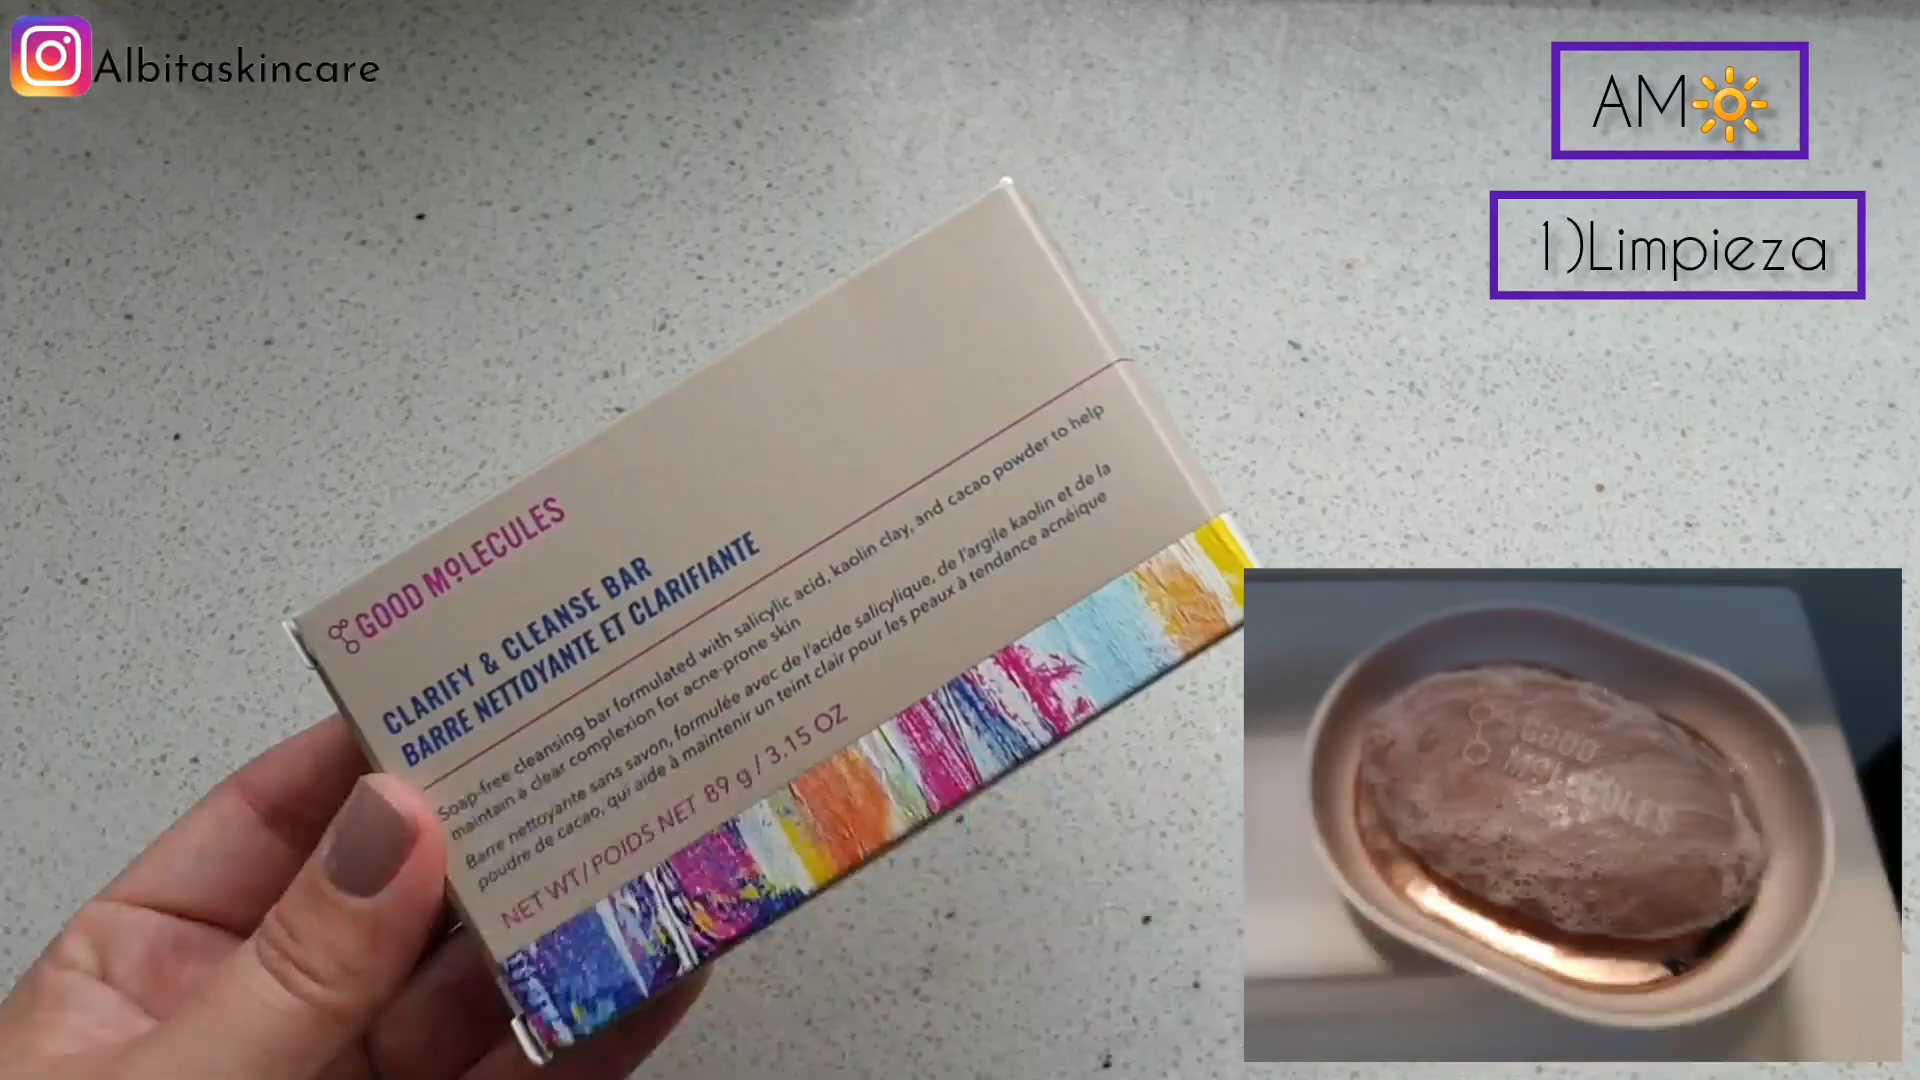 Albitaskincare
AM
1)Limpieza
GOOD MOLECULES
CLARIFY & CLEANSE BAR
BARRE NETTOYANTE ET CLARIFIANTE
Soap-free cleansing bar formulated with salicylic acid, kaolin clay, and cacao powder to help
maintain a clear complexion for acne-prone skin
Barre nettoyante sans savon, formulée avec de l'acide salicylique, de l'argile kaolin et de la
poudre de cacao, qui aide à maintenir un teint clair pour les peaux à tendance acnéique
NET WT/POIDS NET 89 g / 3.15 OZ
GOOD
MOLECULES